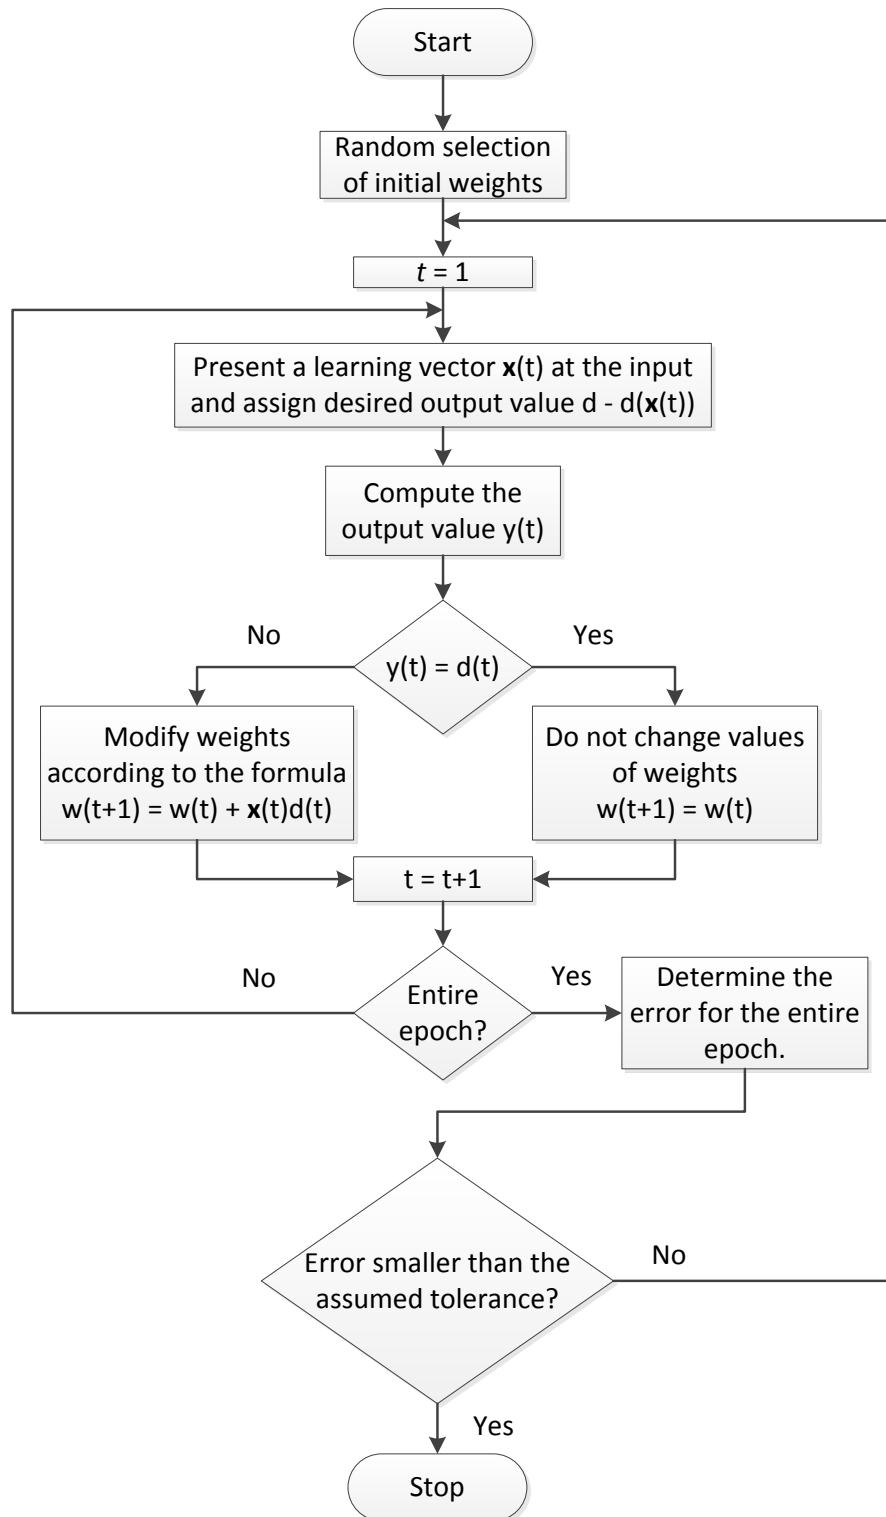 Start
Random selection
of initial weights
t = 1
Present a learning vector x(t) at the input
and assign desired output value d - d(x(t))
Compute the
output value y(t)
No
Yes
y(t) = d(t)
Modify weights
according to the formula
w(t+1) = w(t) + x(t)d(t)
Do not change values
of weights
w(t+1) = w(t)
t = t+1
No
Yes
Entire
epoch?
Determine the
error for the entire
epoch.
Error smaller than the
assumed tolerance?
No
Yes
Stop